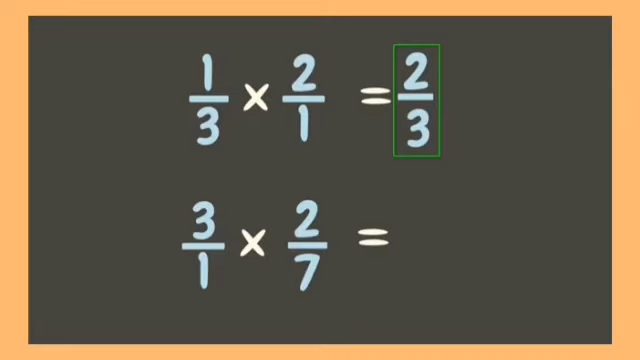 1/3 × 2/1 = 2/3
3/1 × 2/7 =